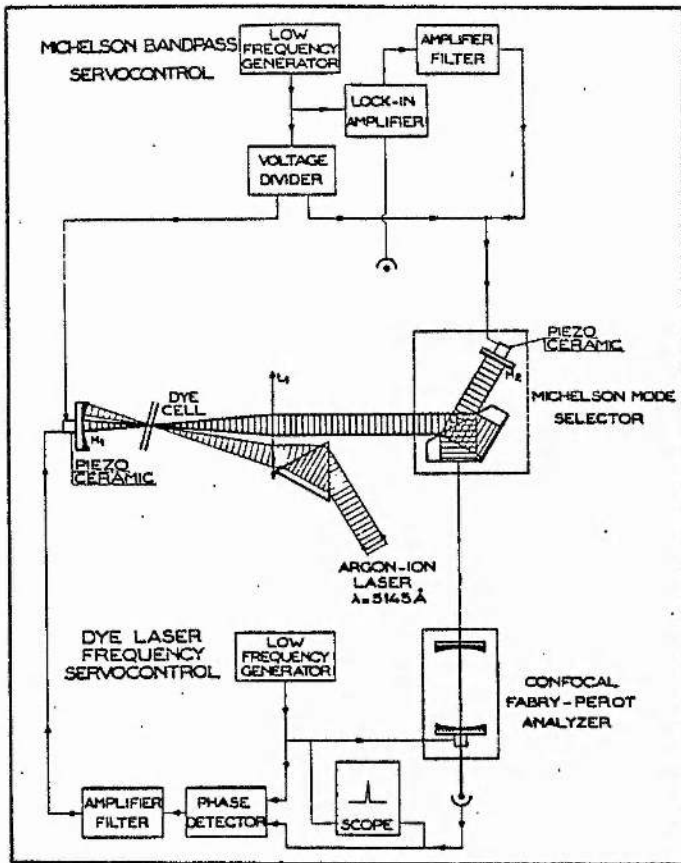 MICHELSON BANDPASS
SERVOCONTROL
LOW
FREQUENCY
GENERATOR
AMPLIFIER
FILTER
LOCK-IN
AMPLIFIER
VOLTAGE
DIVIDER
PIEZO
CERAMIC
M2
MICHELSON MODE
SELECTOR
L1
DYE
CELL
M1
PIEZO
CERAMIC
ARGON-ION
LASER
λ=5145Å
DYE LASER
FREQUENCY
SERVOCONTROL
LOW
FREQUENCY
GENERATOR
CONFOCAL
FABRY-PEROT
ANALYZER
AMPLIFIER
FILTER
PHASE
DETECTOR
SCOPE